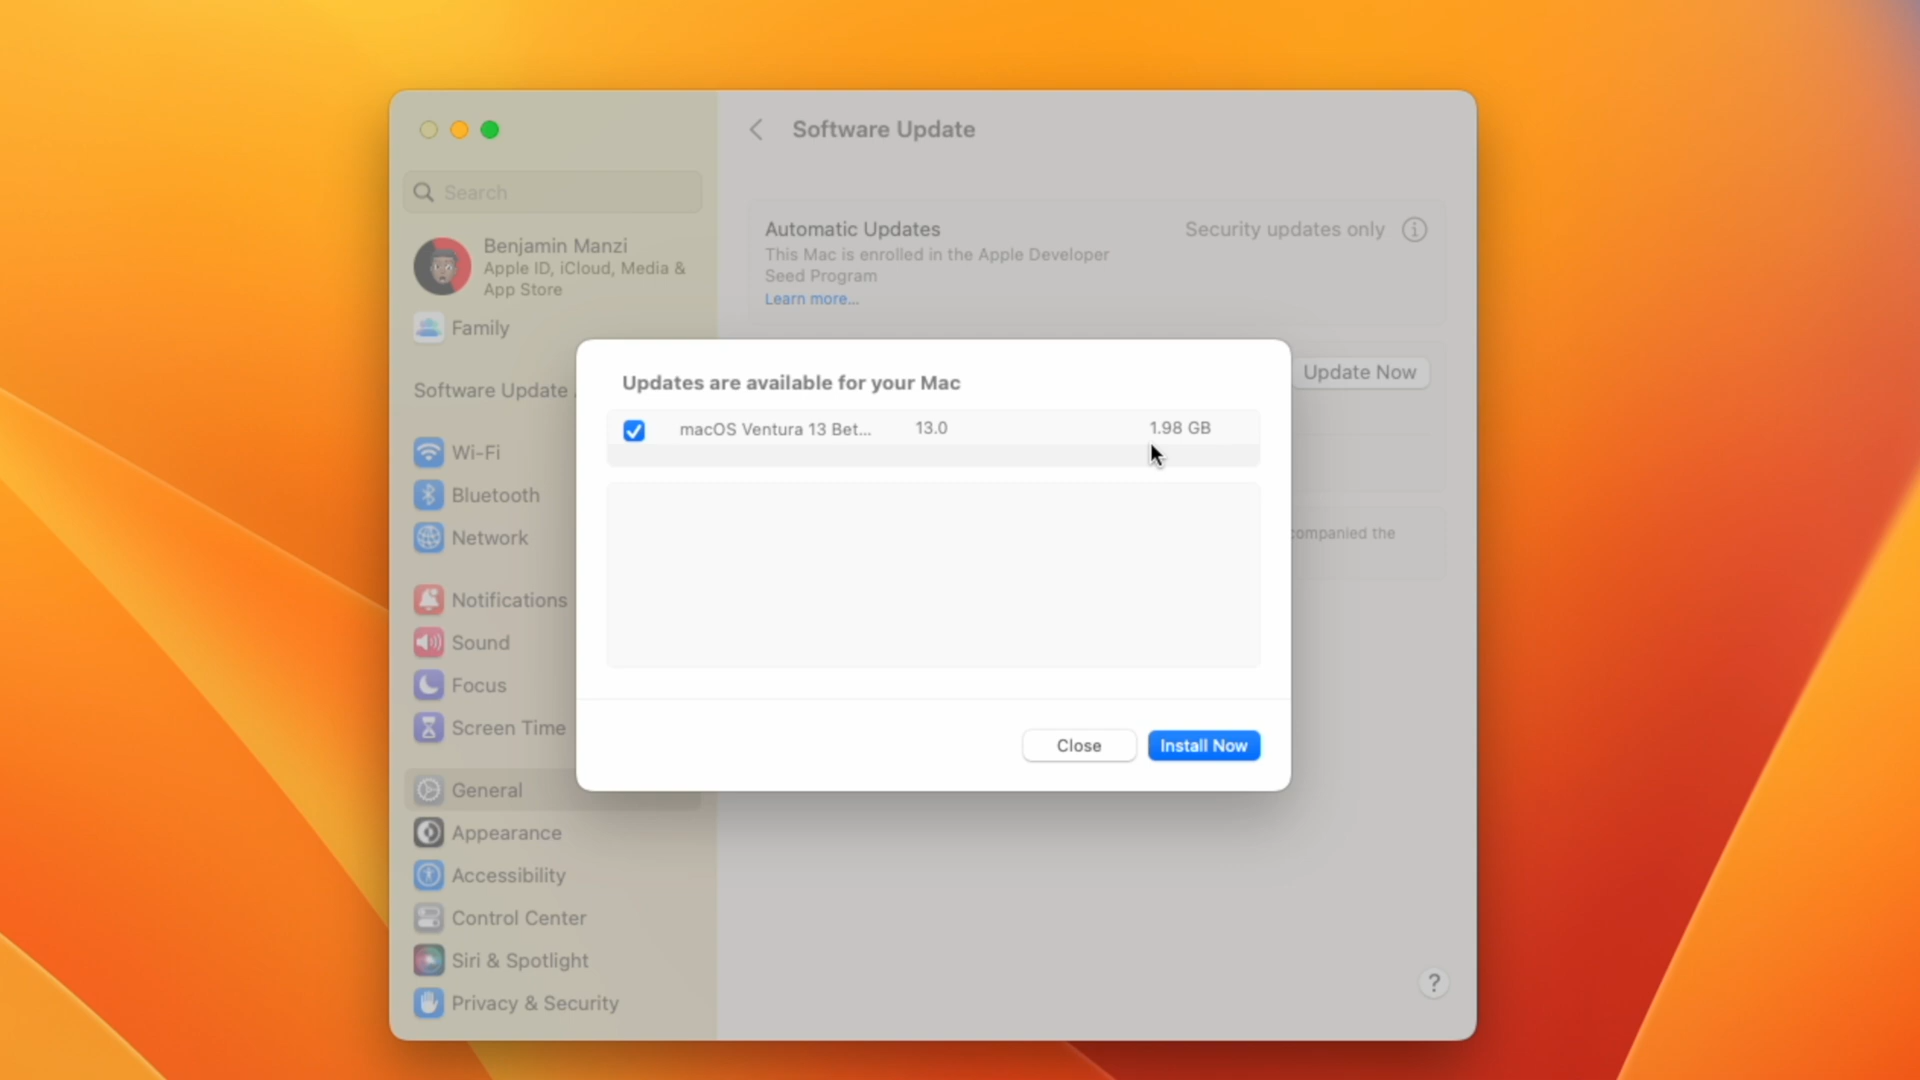 Software Update
Search
Automatic Updates
Security updates only
This Mac is enrolled in the Apple Developer
Seed Program
Learn more...
Benjamin Manzi
Apple ID, iCloud, Media &
App Store
Family
Software Update
Wi-Fi
Bluetooth
Network
Notifications
Sound
Focus
Screen Time
General
Appearance
Accessibility
Control Center
Siri & Spotlight
Privacy & Security
Update Now
companied the
Updates are available for your Mac
macOS Ventura 13 Bet...
13.0
1.98 GB
Close
Install Now
?